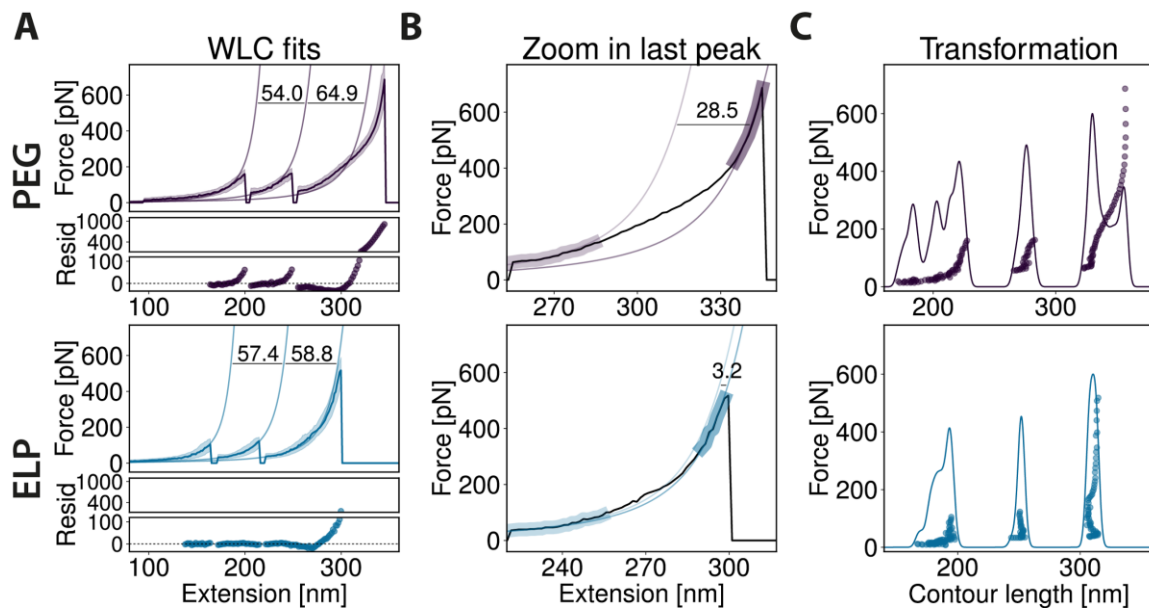 A
B
C
WLC fits
Zoom in last peak
Transformation
PEG
Force [pN]
600
400
200
0
54.0
64.9
Resid
1000
400
100
0
100
200
300
Force [pN]
600
400
200
0
28.5
270
300
330
Force [pN]
600
400
200
0
200
300
ELP
Force [pN]
600
400
200
0
57.4
58.8
Resid
1000
400
100
0
100
200
300
Extension [nm]
Force [pN]
600
400
200
0
3.2
240
270
300
Extension [nm]
Force [pN]
600
400
200
0
200
300
Contour length [nm]